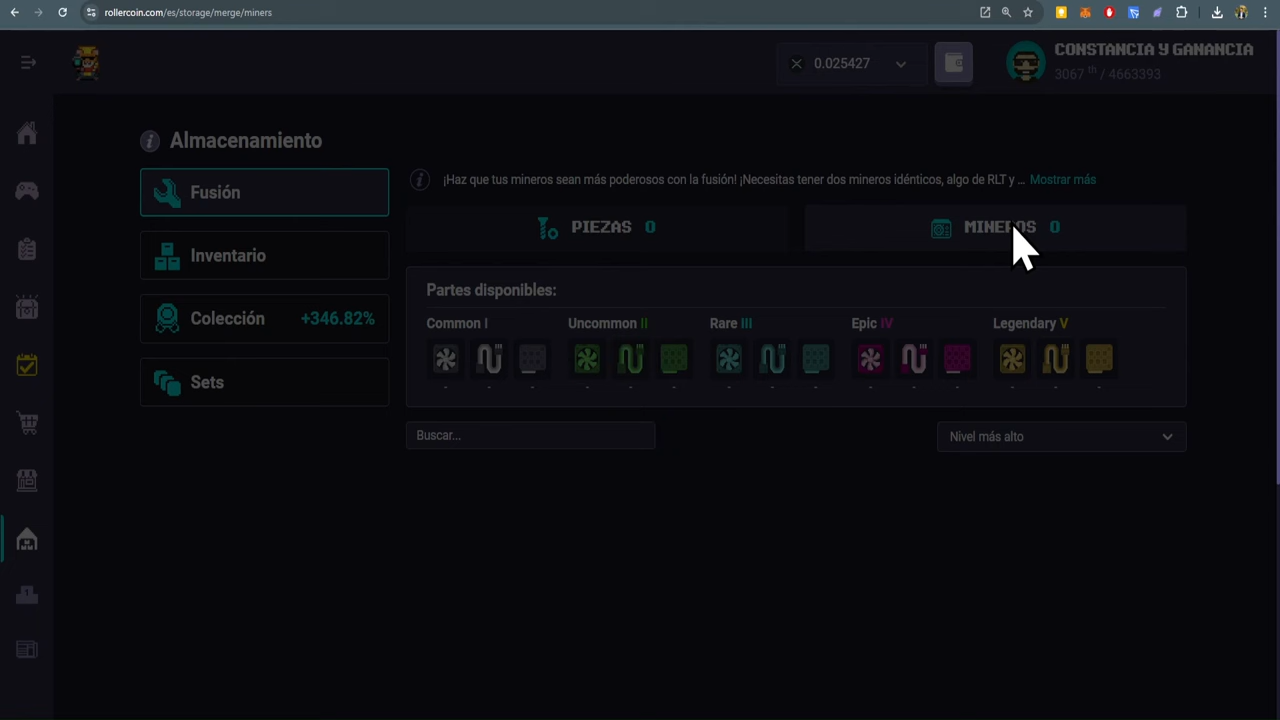 rollercoin.com/es/storage/merge/miners
0.025427
CONSTANCIA Y GANANCIA
3067 th / 4663393
Almacenamiento
Fusión
Inventario
Colección +346.82%
Sets
¡Haz que tus mineros sean más poderosos con la fusión! ¡Necesitas tener dos mineros idénticos, algo de RLT y ... Mostrar más
PIEZAS 0
MINEROS 0
Partes disponibles:
Common I Uncommon II Rare III Epic IV Legendary V
- - - - - - - - - - - - - - -
Buscar...
Nivel más alto